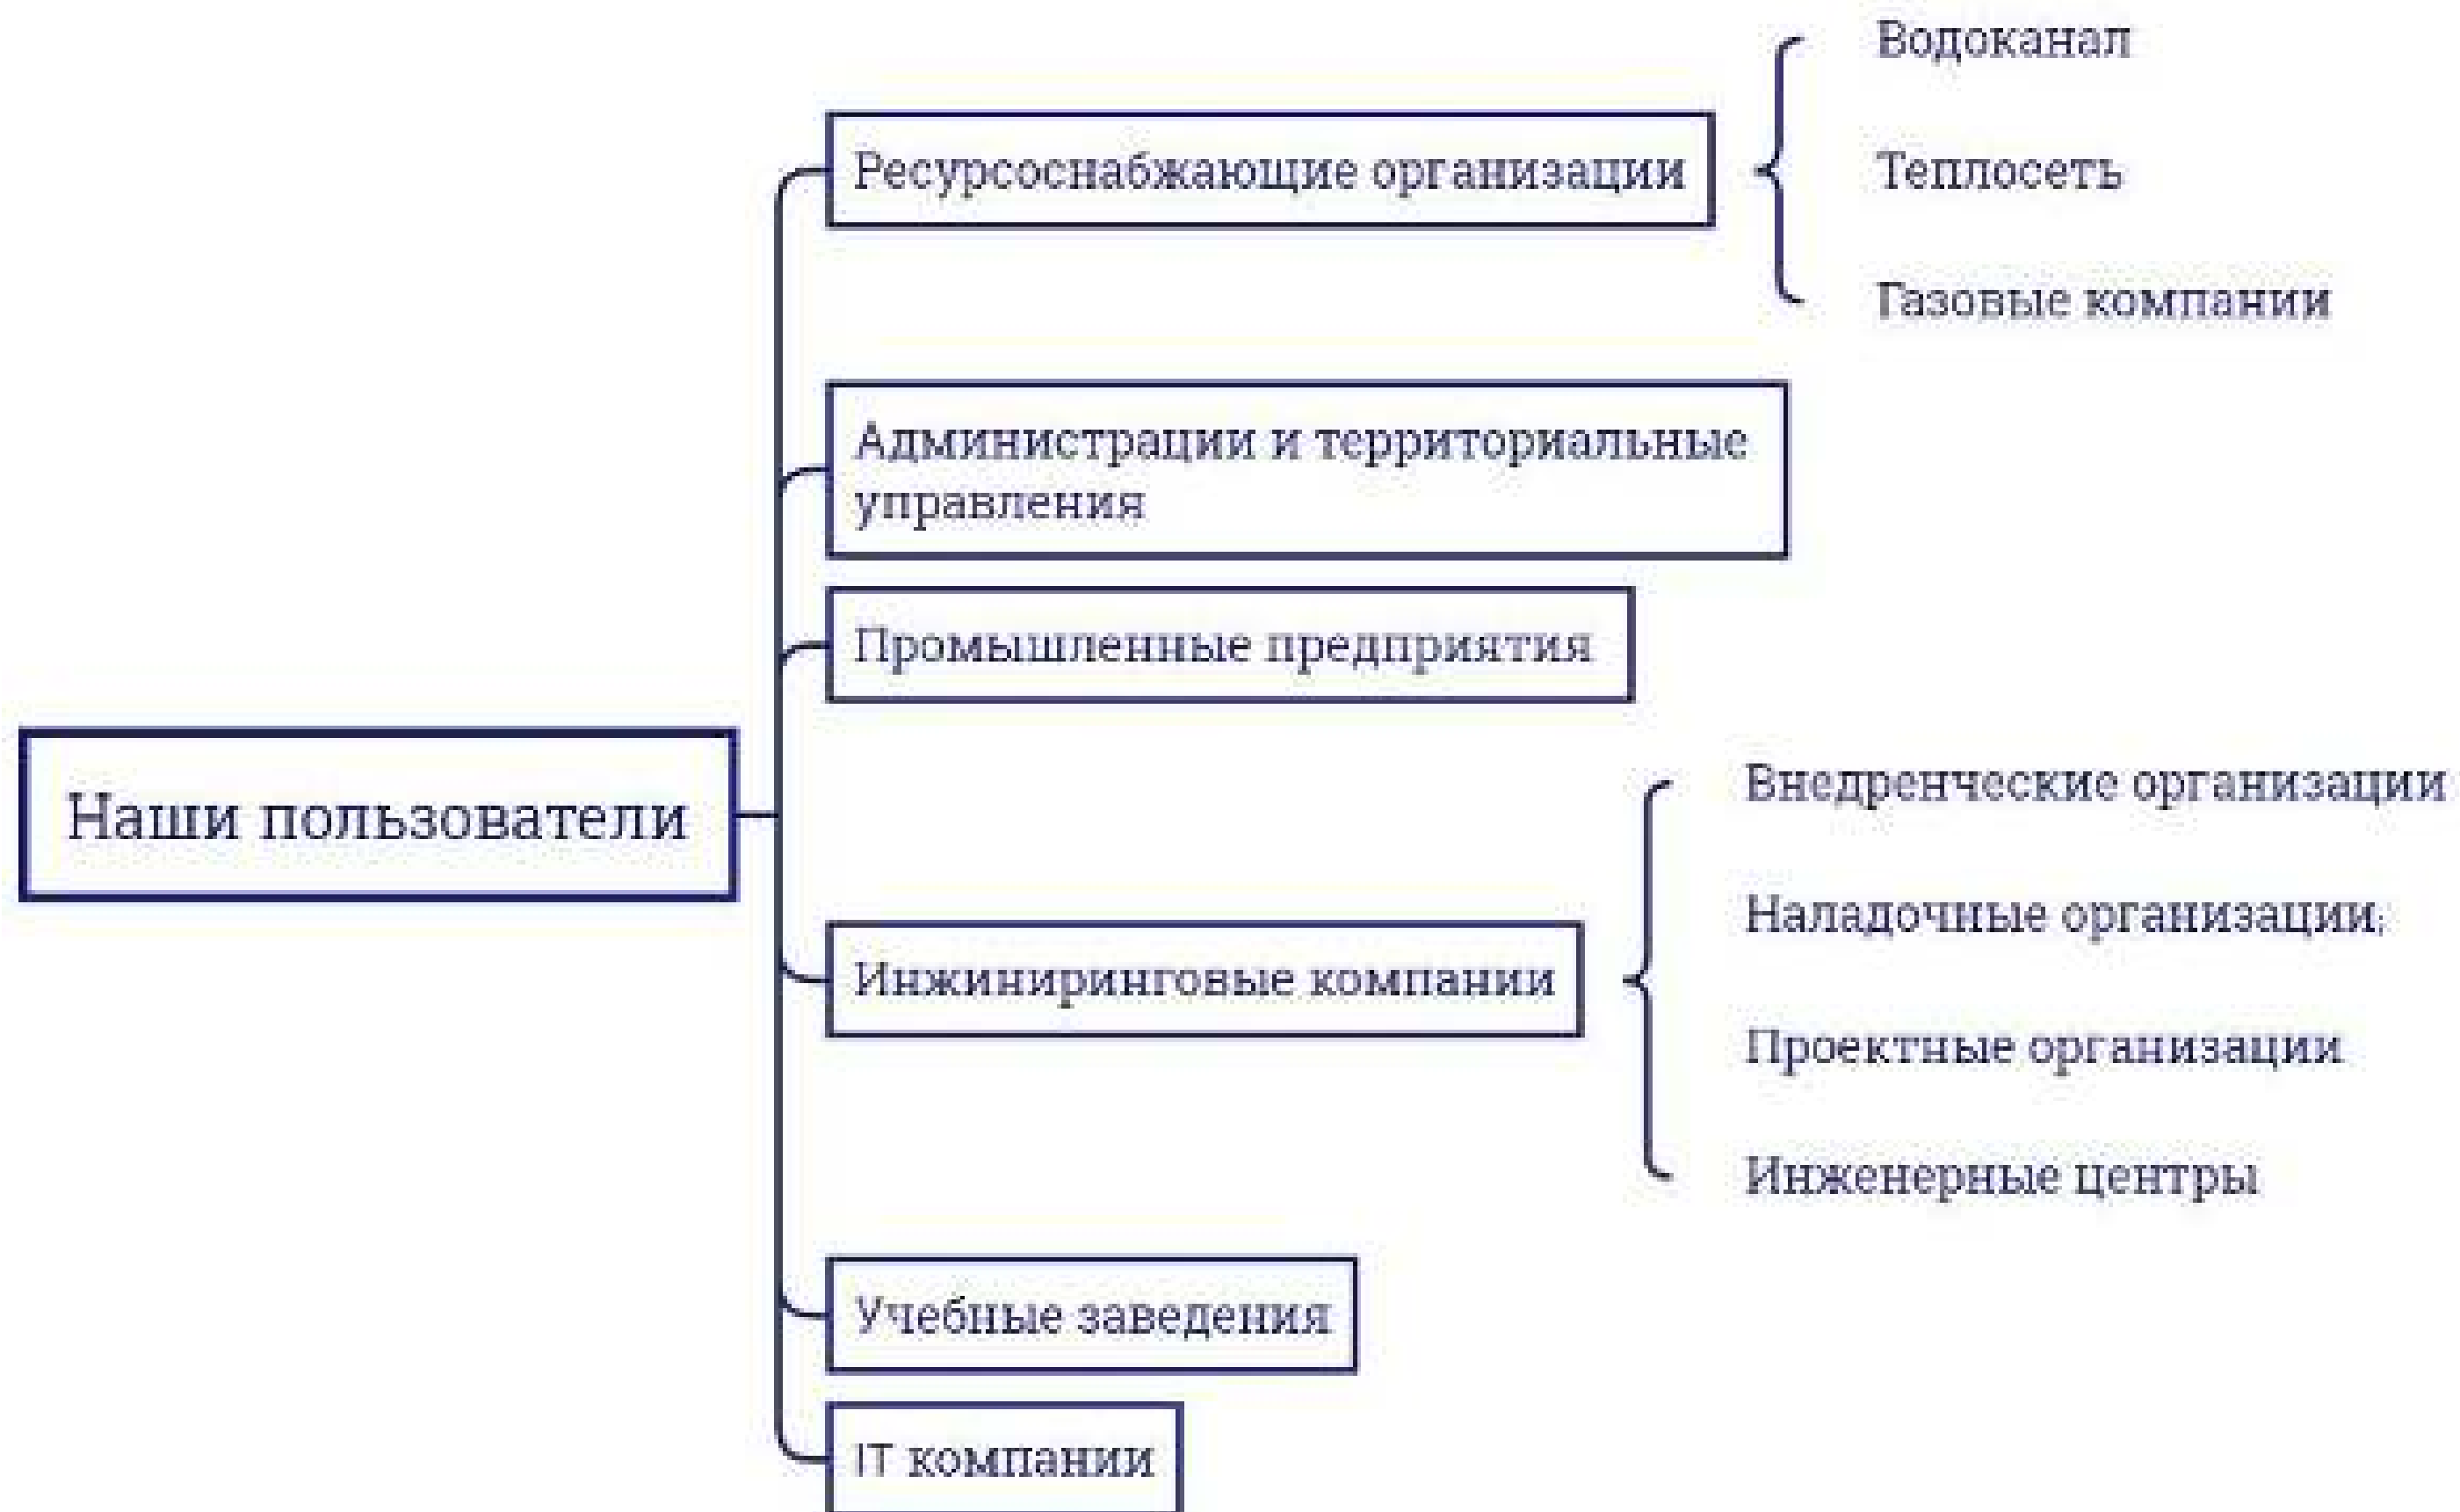 Наши пользователи
Ресурсоснабжающие организации
Водоканал
Теплосеть
Газовые компании
Администрации и территориальные
управления
Промышленные предприятия
Инжиниринговые компании
Внедренческие организации
Наладочные организации;
Проектные организации
Инженерные центры
Учебные заведения
IT компании